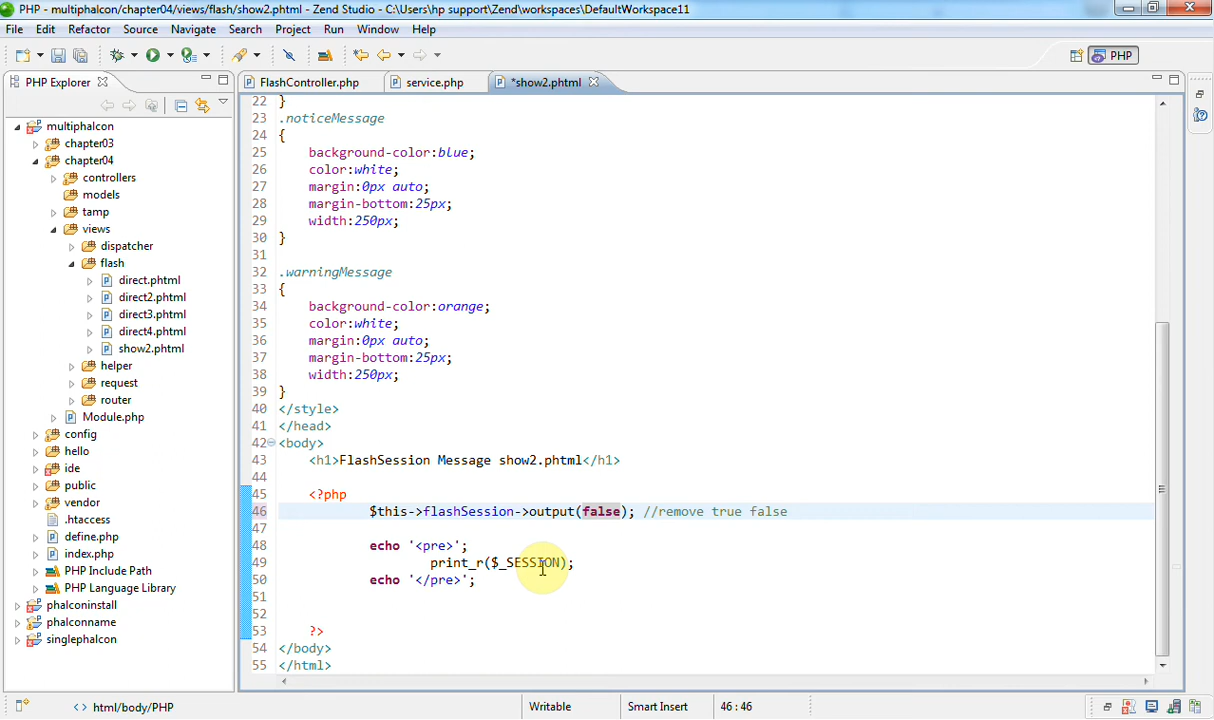 PHP - multiphalcon/chapter04/views/flash/show2.phtml - Zend Studio - C:\Users\hp support\Zend\workspaces\DefaultWorkspace11
File Edit Refactor Source Navigate Search Project Run Window Help
PHP
PHP Explorer
FlashController.php service.php *show2.phtml
multiphalcon
chapter03
chapter04
controllers
models
tamp
views
dispatcher
flash
direct.phtml
direct2.phtml
direct3.phtml
direct4.phtml
show2.phtml
helper
request
router
Module.php
config
hello
ide
public
vendor
.htaccess
define.php
index.php
PHP Include Path
PHP Language Library
phalconinstall
phalconname
singlephalcon
22 }
23 .noticeMessage
24 {
25 background-color:blue;
26 color:white;
27 margin:0px auto;
28 margin-bottom:25px;
29 width:250px;
30 }
31
32 .warningMessage
33 {
34 background-color:orange;
35 color:white;
36 margin:0px auto;
37 margin-bottom:25px;
38 width:250px;
39 }
40 </style>
41 </head>
42 <body>
43 <h1>FlashSession Message show2.phtml</h1>
44
45 <?php
46 $this->flashSession->output(false); //remove true false
47
48 echo '<pre>';
49 print_r($_SESSION);
50 echo '</pre>';
51
52
53 ?>
54 </body>
55 </html>
<> html/body/PHP Writable Smart Insert 46 : 46